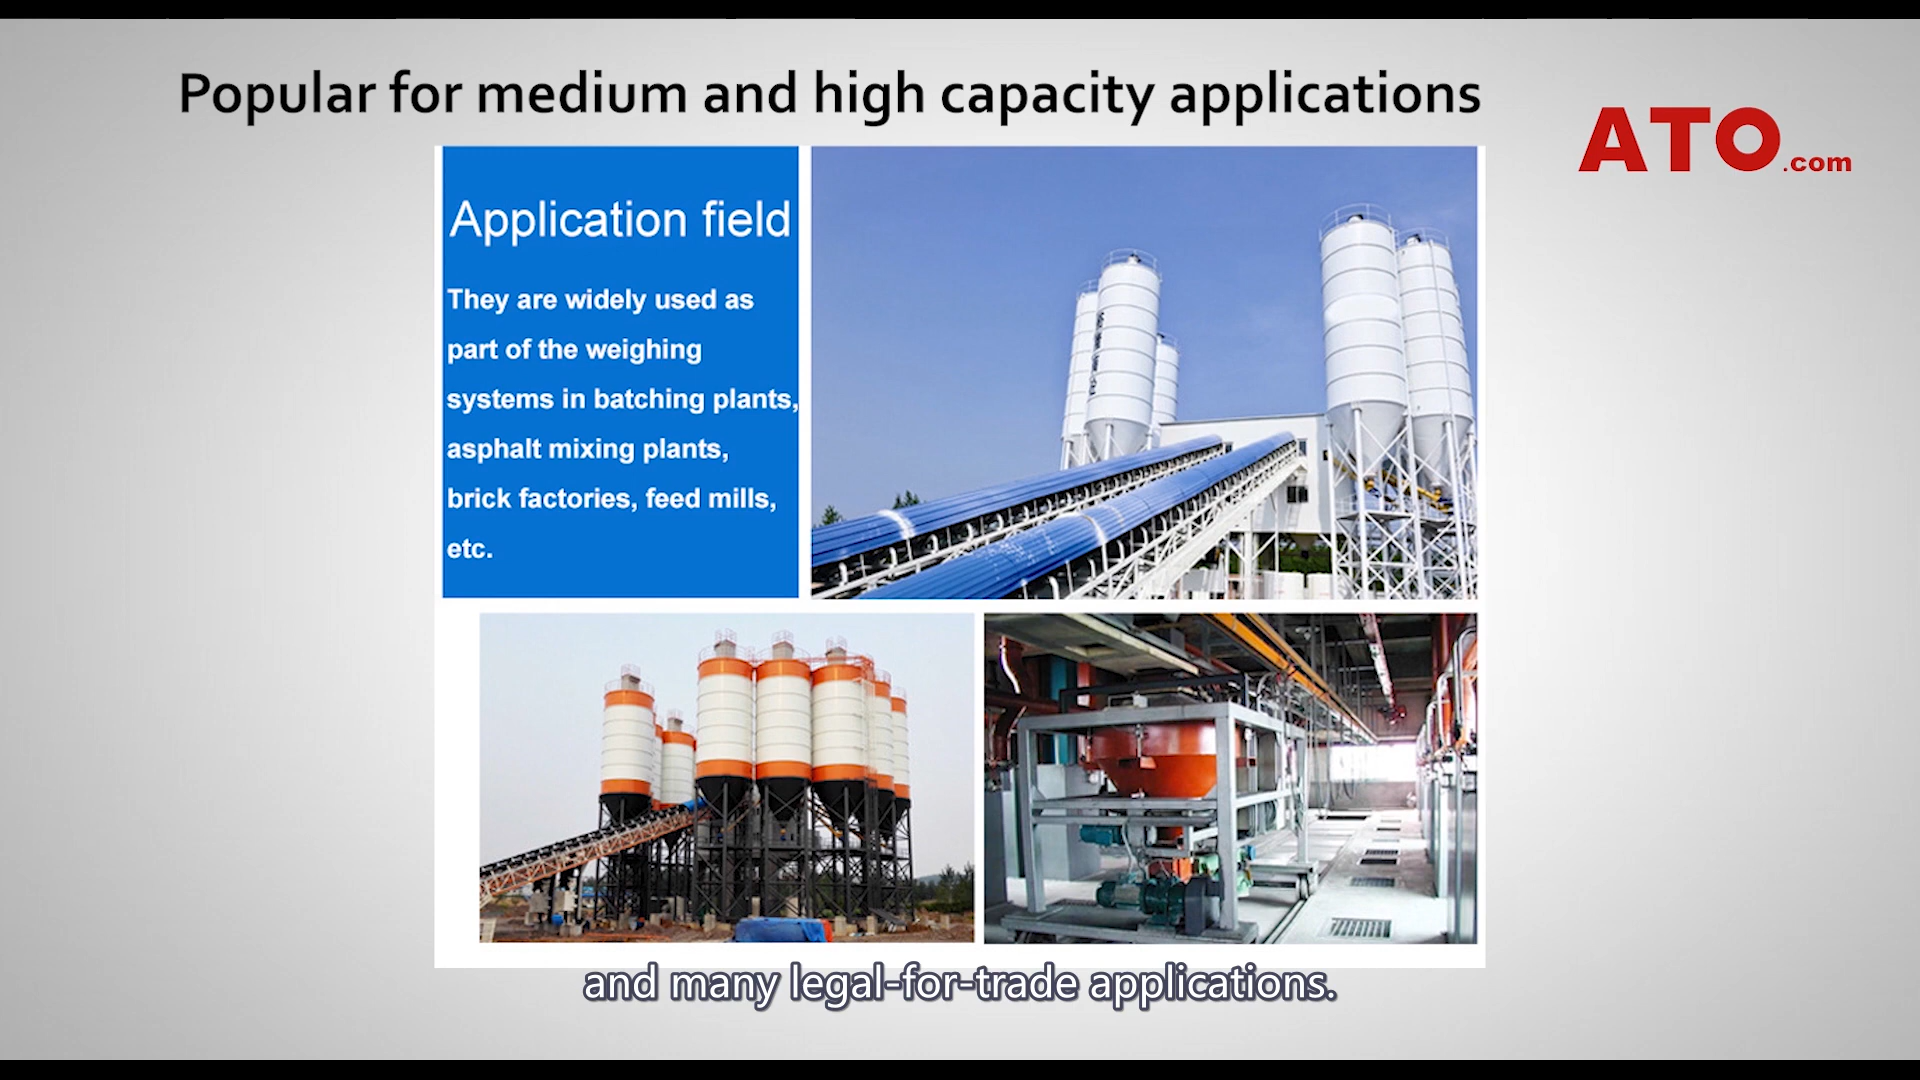 Popular for medium and high capacity applications
ATO.com
Application field
They are widely used as
part of the weighing
systems in batching plants,
asphalt mixing plants,
brick factories, feed mills,
etc.
and many legal-for-trade applications.